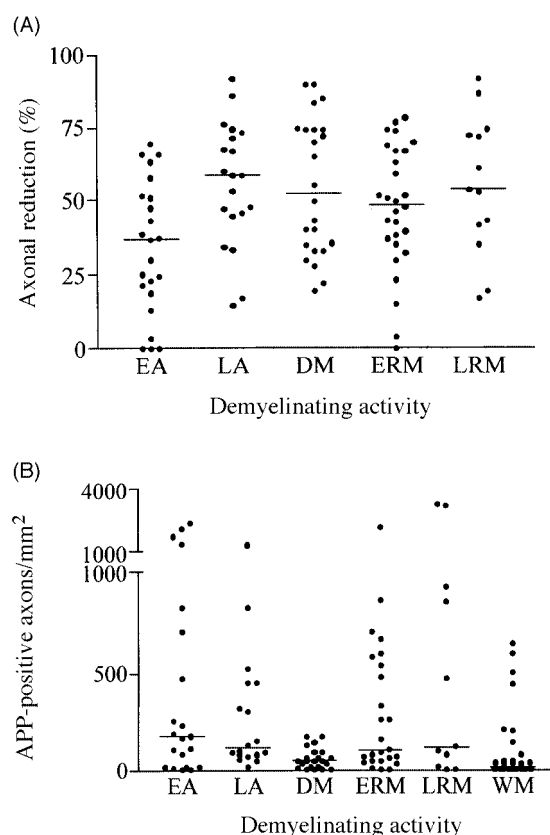 (A)
Axonal reduction (%)
100
75
50
25
0
EA LA DM ERM LRM
Demyelinating activity
(B)
APP-positive axons/mm²
4000
1000
1000
500
0
EA LA DM ERM LRM WM
Demyelinating activity